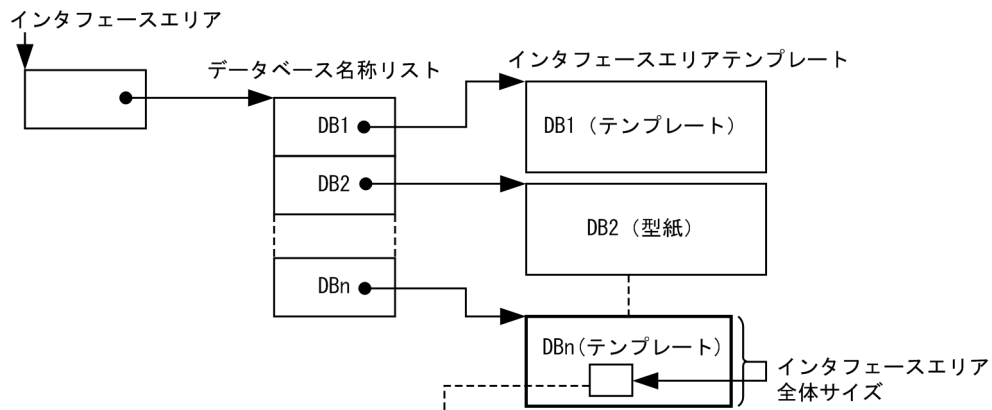 インタフェースエリア
データベース名称リスト
インタフェースエリアテンプレート
DB1
DB1（テンプレート）
DB2
DB2（型紙）
DBn
DBn(テンプレート)
インタフェースエリア
全体サイズ